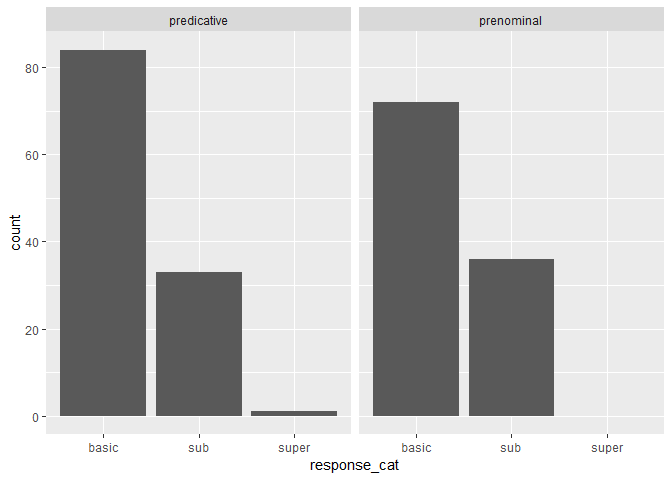 predicative prenominal
count
80
60
40
20
0
basic sub super basic sub super
response_cat